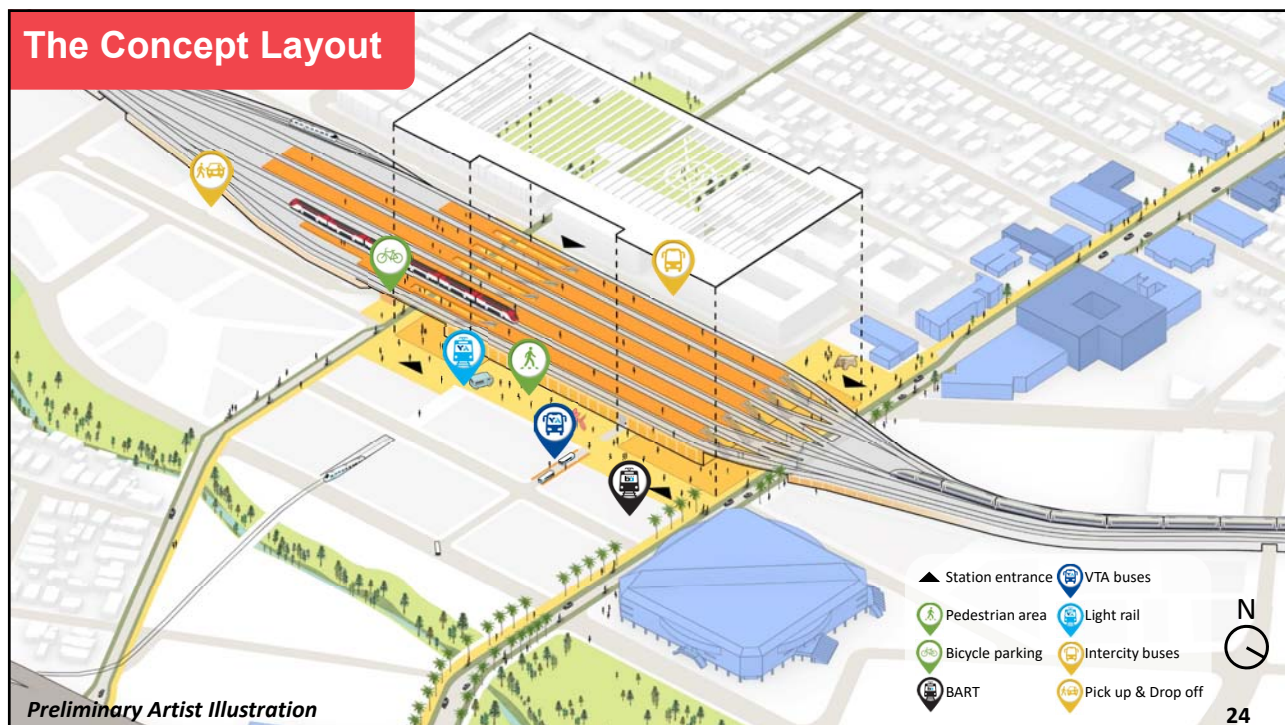 The Concept Layout
Station entrance
VTA buses
Pedestrian area
Light rail
Bicycle parking
Intercity buses
BART
Pick up & Drop off
N
Preliminary Artist Illustration
24